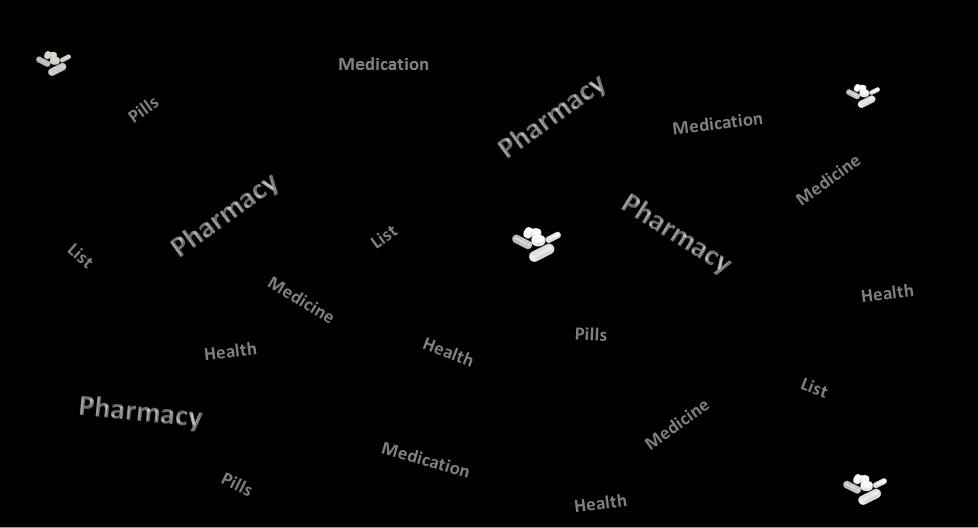 Medication
Pills
Pharmacy
Medication
Medicine
Pharmacy
Pharmacy
List
List
Medicine
Health
Pills
Health
Health
List
Pharmacy
Medicine
Medication
Pills
Health